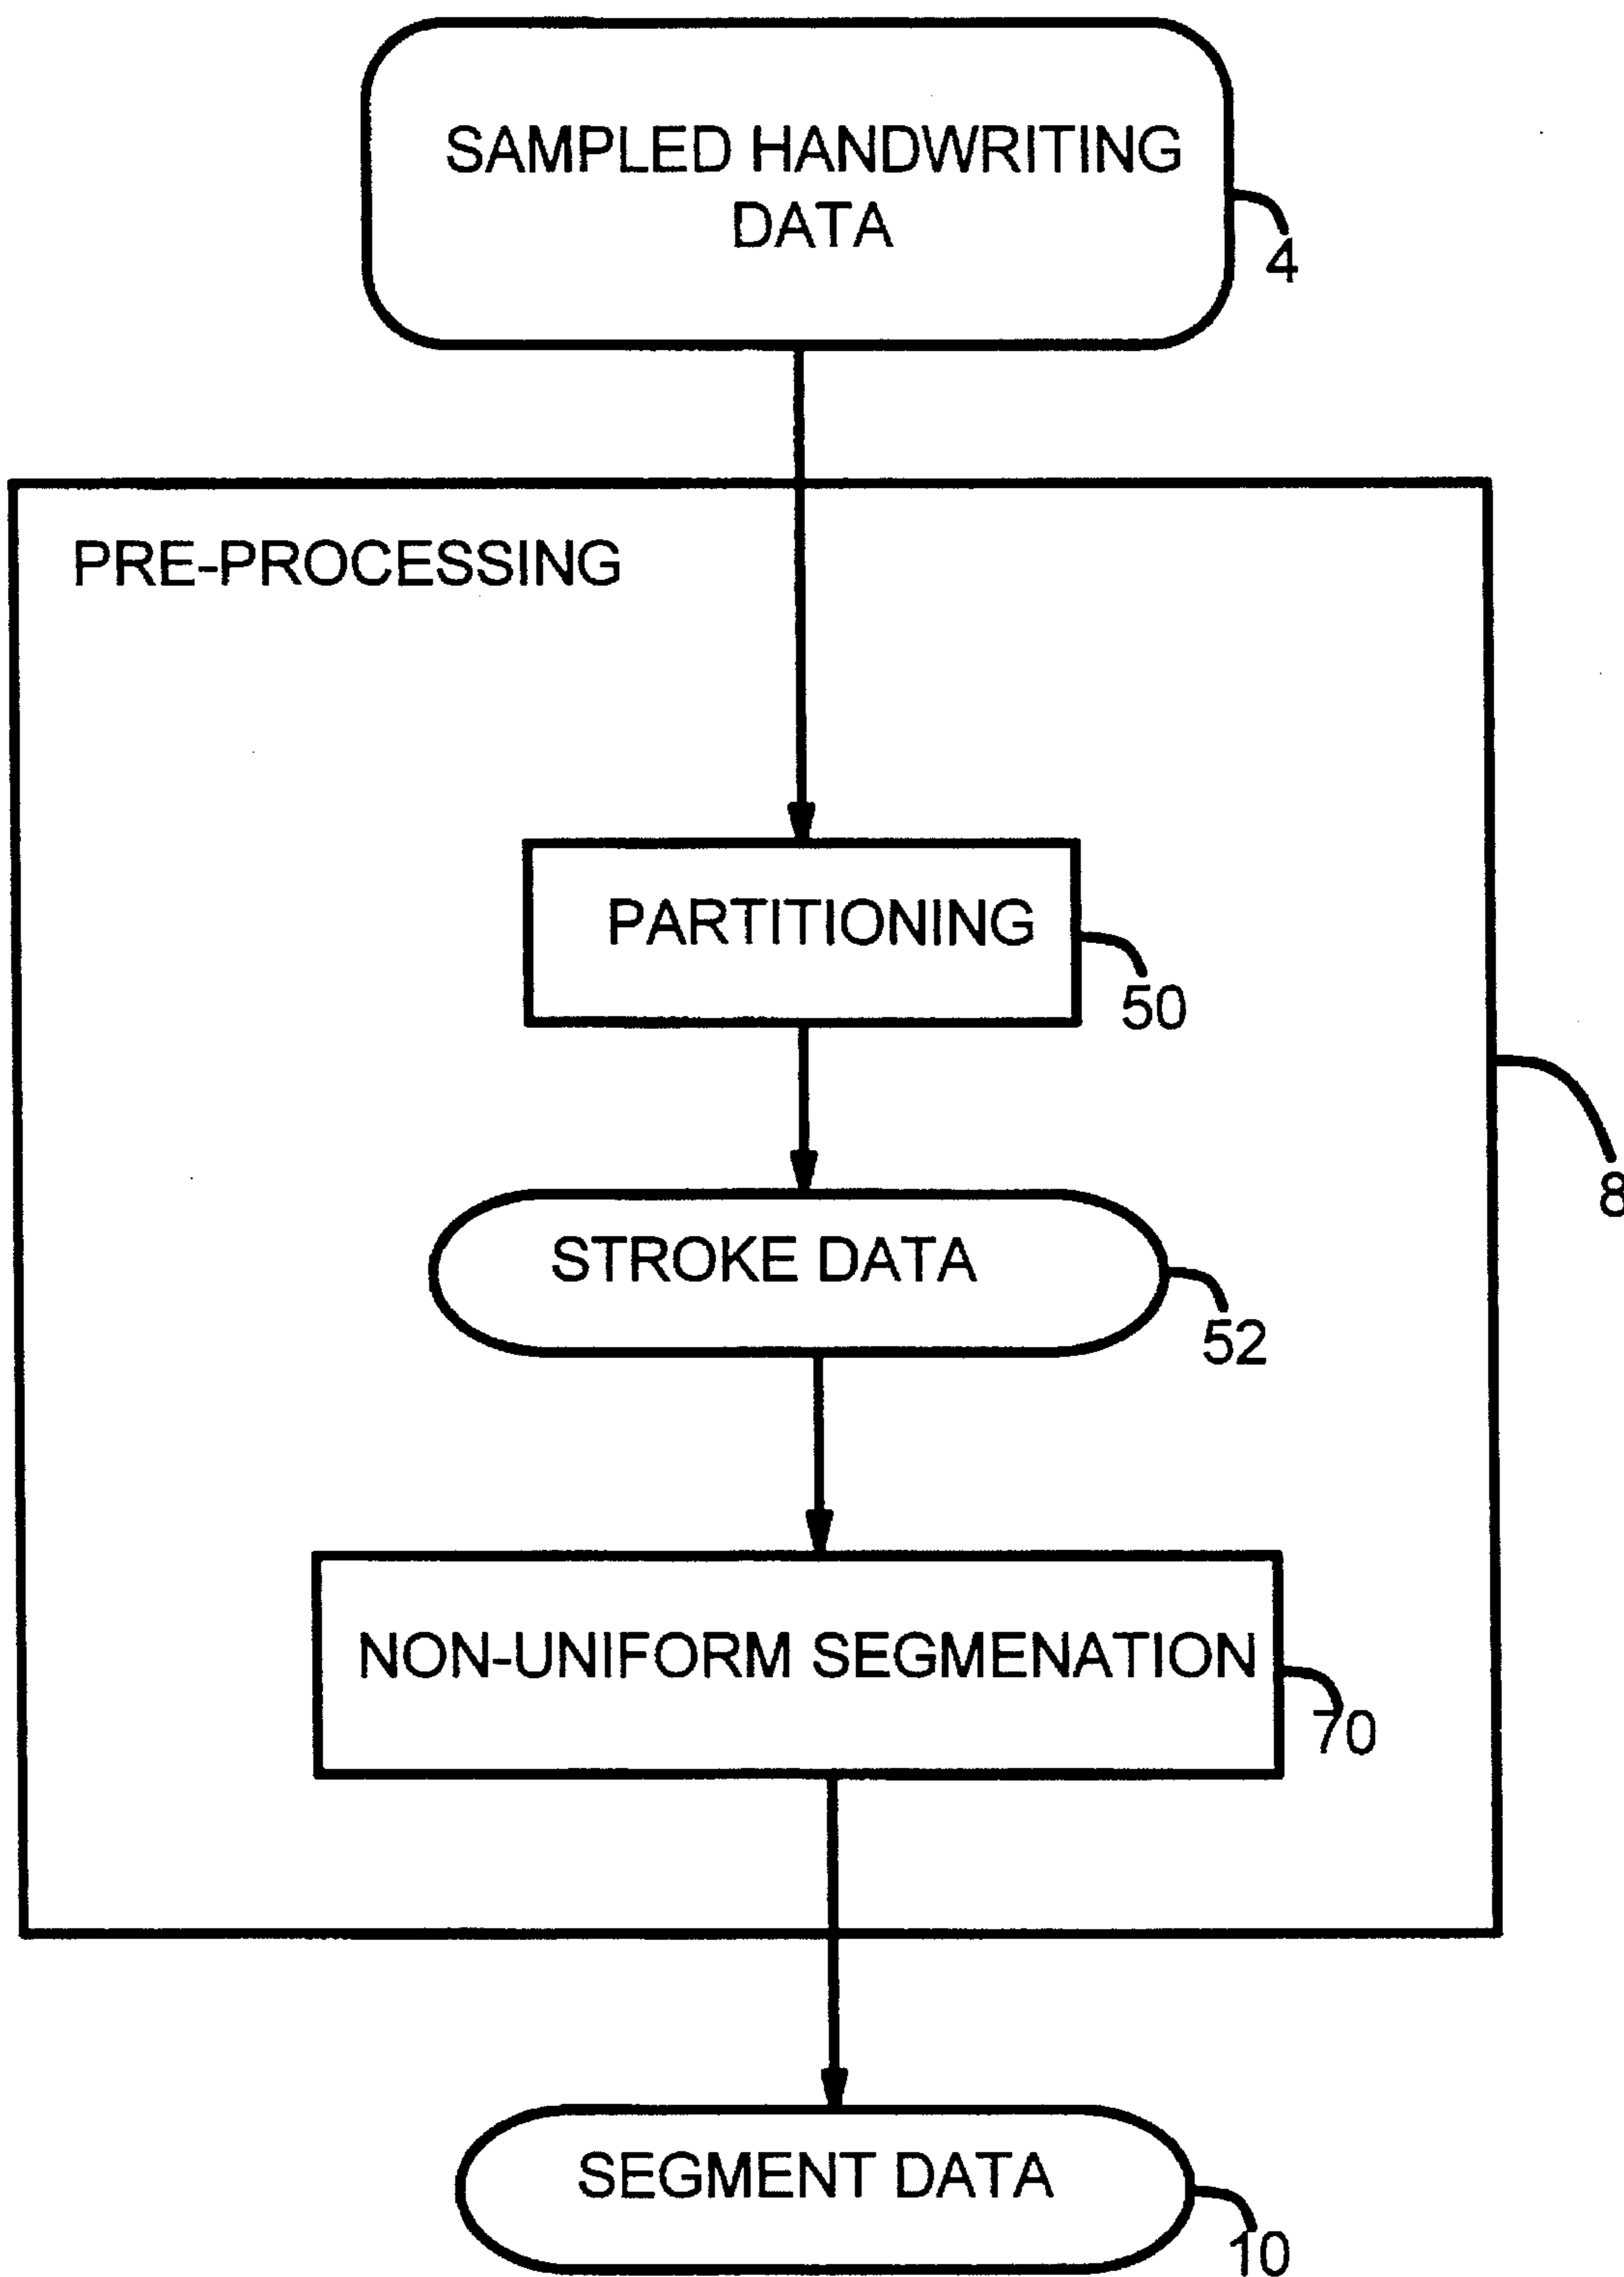 SAMPLED HANDWRITING
DATA
4
PRE-PROCESSING
PARTITIONING
50
8
STROKE DATA
52
NON-UNIFORM SEGMENATION
70
SEGMENT DATA
10